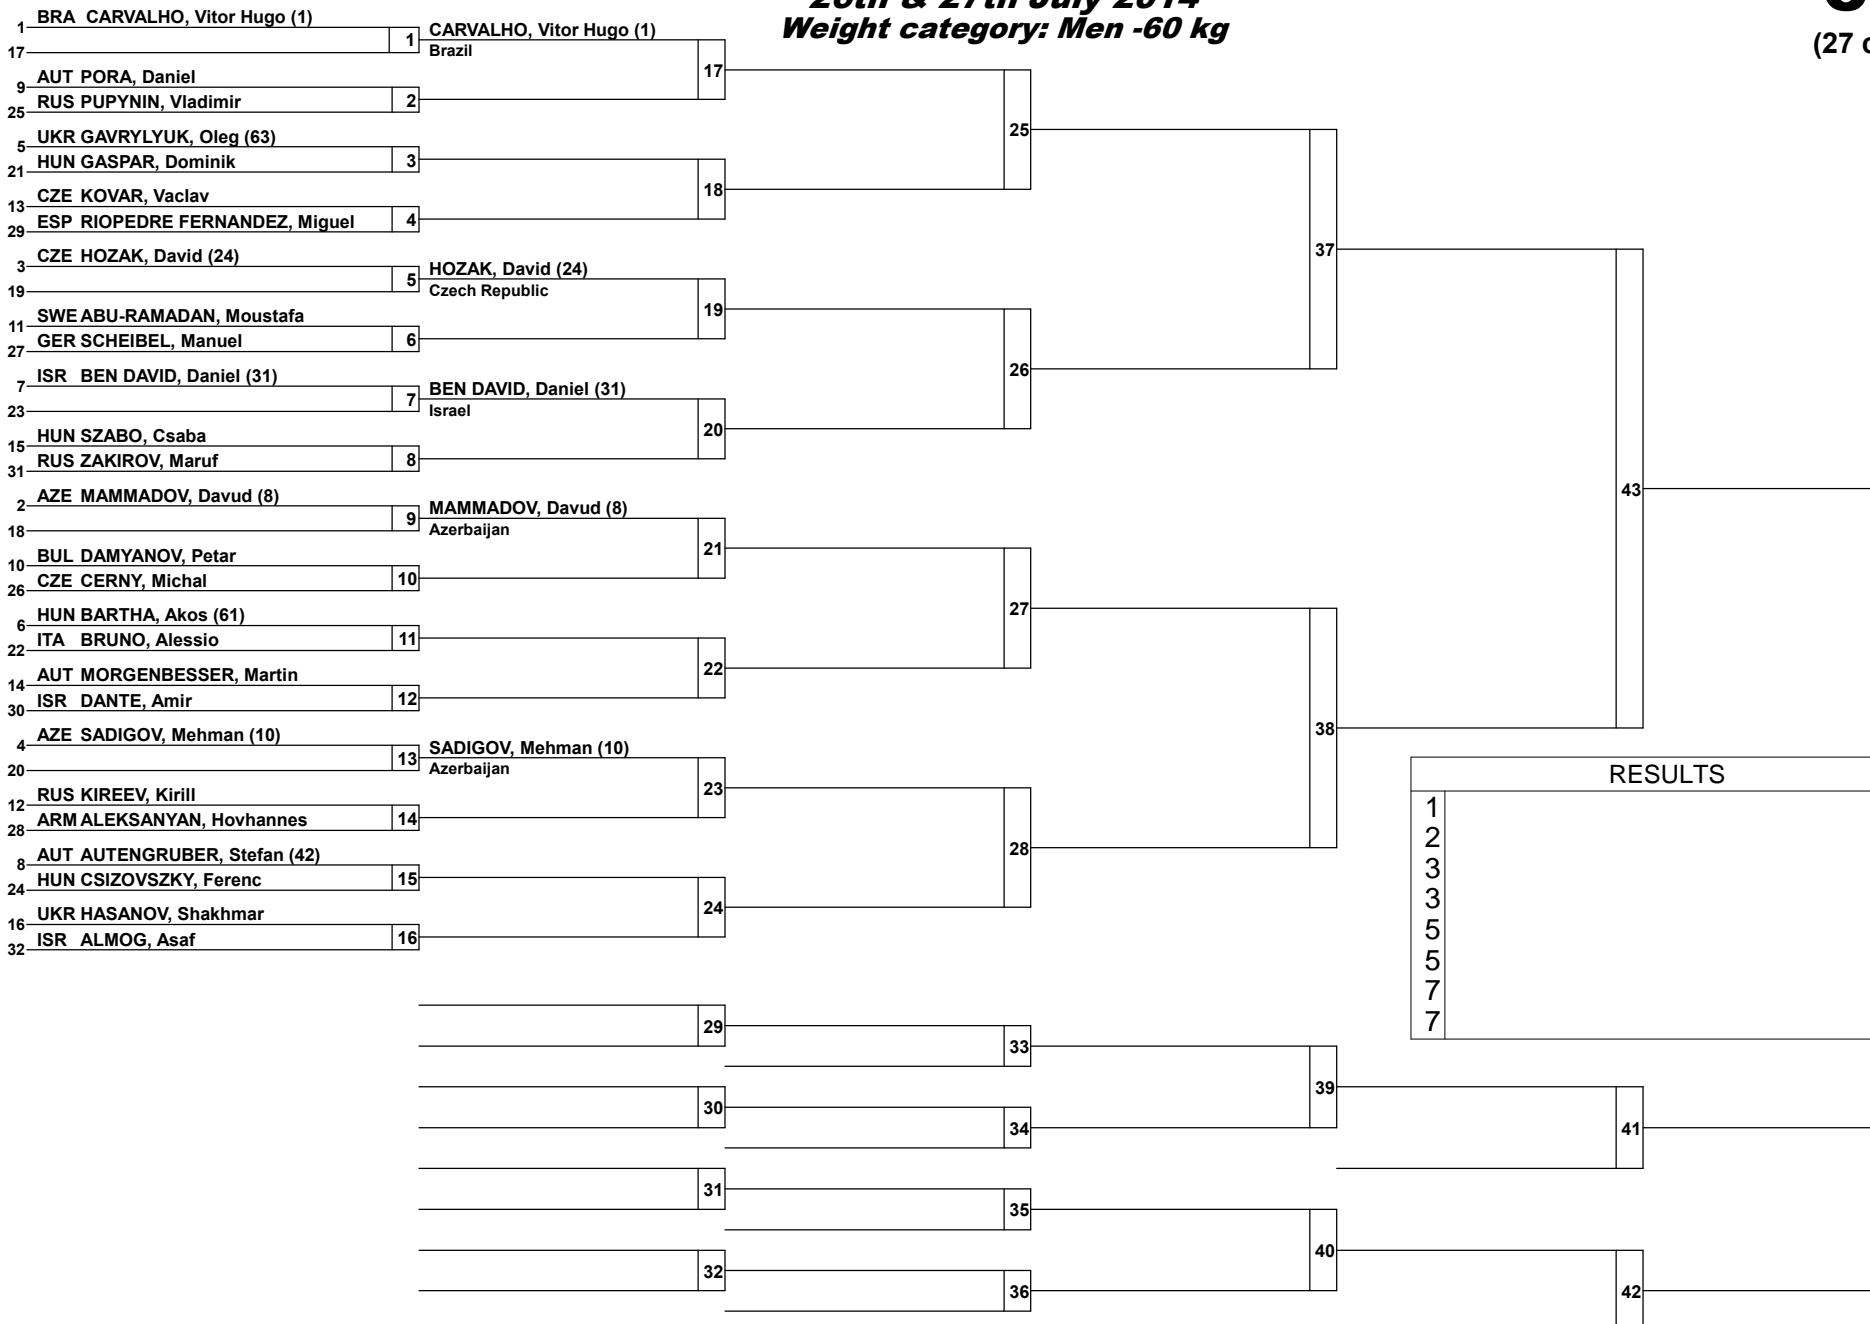 26th & 27th July 2014
Weight category: Men -60 kg
(27
1 BRA CARVALHO, Vitor Hugo (1)
17
1
CARVALHO, Vitor Hugo (1)
Brazil
17
9 AUT PORA, Daniel
25 RUS PUPYNIN, Vladimir
2
25
5 UKR GAVRYLYUK, Oleg (63)
21 HUN GASPAR, Dominik
3
18
13 CZE KOVAR, Vaclav
29 ESP RIOPEDRE FERNANDEZ, Miguel
4
37
3 CZE HOZAK, David (24)
19
5
HOZAK, David (24)
Czech Republic
19
11 SWE ABU-RAMADAN, Moustafa
27 GER SCHEIBEL, Manuel
6
26
7 ISR BEN DAVID, Daniel (31)
23
7
BEN DAVID, Daniel (31)
Israel
20
15 HUN SZABO, Csaba
31 RUS ZAKIROV, Maruf
8
43
2 AZE MAMMADOV, Davud (8)
18
9
MAMMADOV, Davud (8)
Azerbaijan
21
10 BUL DAMYANOV, Petar
26 CZE CERNY, Michal
10
27
6 HUN BARTHA, Akos (61)
22 ITA BRUNO, Alessio
11
22
14 AUT MORGENBESSER, Martin
30 ISR DANTE, Amir
12
38
4 AZE SADIGOV, Mehman (10)
20
13
SADIGOV, Mehman (10)
Azerbaijan
23
12 RUS KIREEV, Kirill
28 ARM ALEKSANYAN, Hovhannes
14
28
8 AUT AUTENGRUBER, Stefan (42)
24 HUN CSIZOVSZKY, Ferenc
15
24
16 UKR HASANOV, Shakhmar
32 ISR ALMOG, Asaf
16
RESULTS
1
2
3
3
5
5
7
7
29
33
39
30
34
41
31
35
40
32
36
42